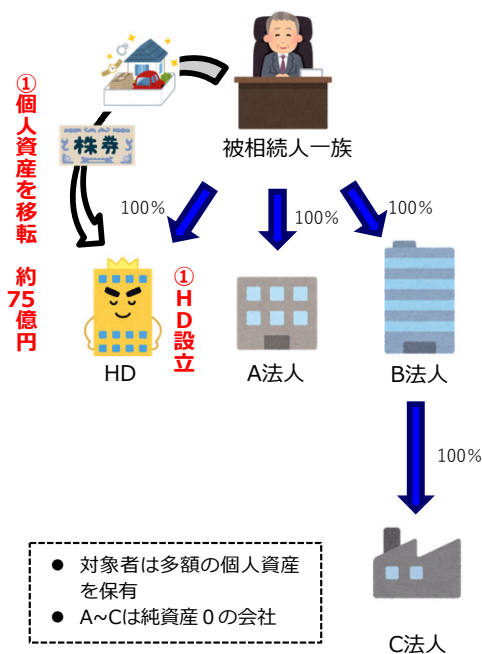 ①個人資産を移転 約75億円
株券
被相続人一族
100%
100%
100%
①HD設立
HD
A法人
B法人
100%
● 対象者は多額の個人資産
を保有
● A~Cは純資産０の会社
C法人